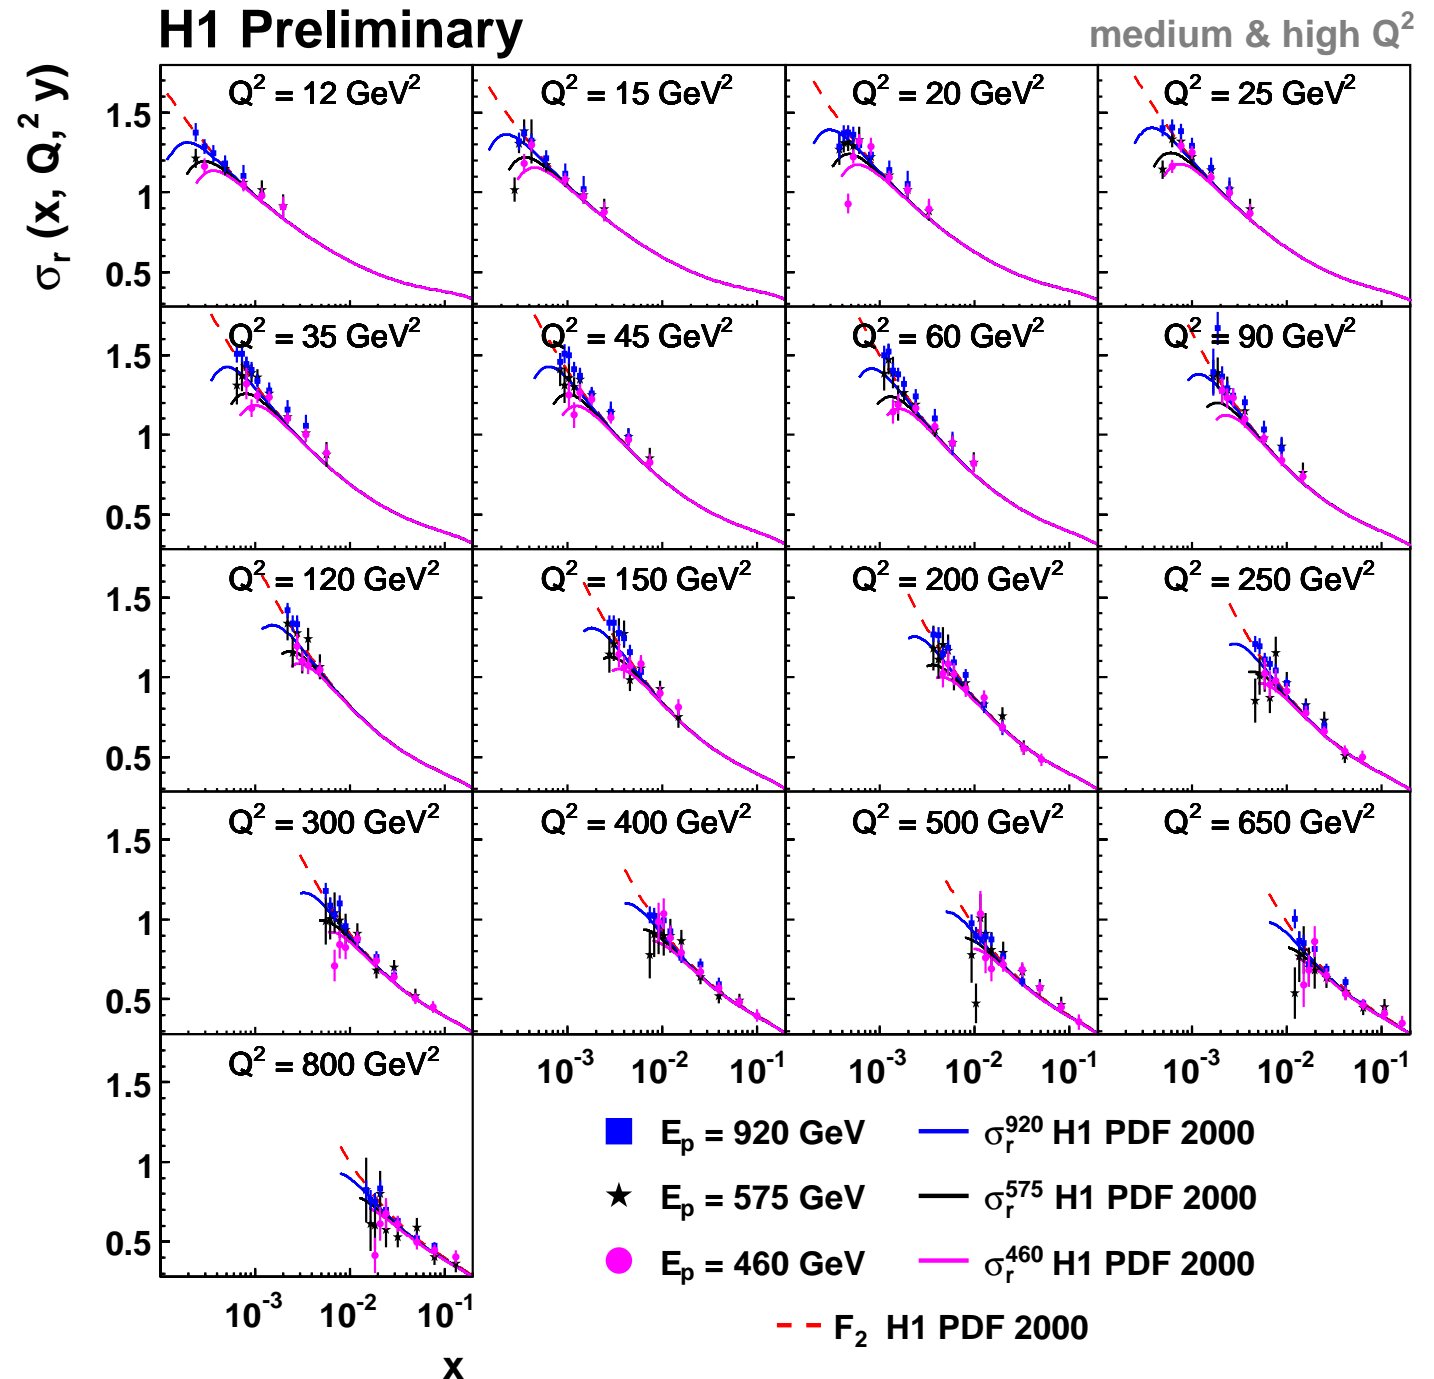 H1 Preliminary
medium & high Q²
σr (x, Q,² y)
Q² = 12 GeV²
Q² = 15 GeV²
Q² = 20 GeV²
Q² = 25 GeV²
1.5
1
0.5
Q² = 35 GeV²
Q² = 45 GeV²
Q² = 60 GeV²
Q² = 90 GeV²
1.5
1
0.5
Q² = 120 GeV²
Q² = 150 GeV²
Q² = 200 GeV²
Q² = 250 GeV²
1.5
1
0.5
Q² = 300 GeV²
Q² = 400 GeV²
Q² = 500 GeV²
Q² = 650 GeV²
1.5
1
0.5
Q² = 800 GeV²
10⁻³ 10⁻² 10⁻¹
10⁻³ 10⁻² 10⁻¹
10⁻³ 10⁻² 10⁻¹
1.5
1
0.5
10⁻³ 10⁻² 10⁻¹
x
Ep = 920 GeV
σr⁹²⁰ H1 PDF 2000
Ep = 575 GeV
σr⁵⁷⁵ H1 PDF 2000
Ep = 460 GeV
σr⁴⁶⁰ H1 PDF 2000
F₂ H1 PDF 2000